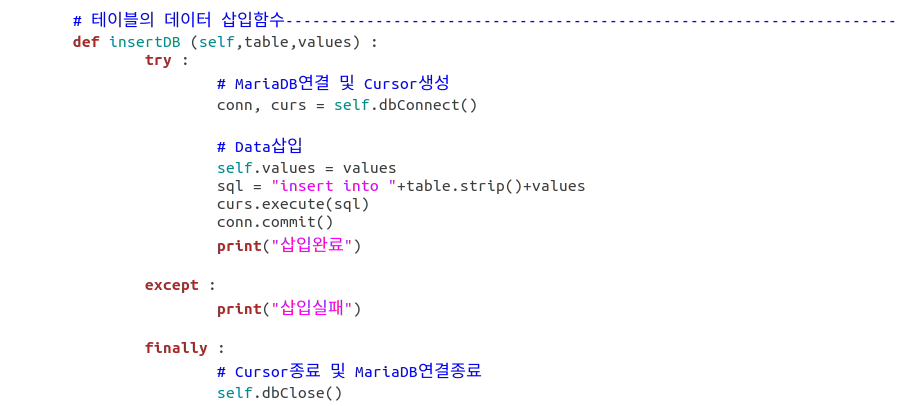 # 테이블의 데이터 삽입함수--------------------------------------------------------------------
def insertDB (self,table,values) :
try :
# MariaDB연결 및 Cursor생성
conn, curs = self.dbConnect()
# Data삽입
self.values = values
sql = "insert into "+table.strip()+values
curs.execute(sql)
conn.commit()
print("삽입완료")
except :
print("삽입실패")
finally :
# Cursor종료 및 MariaDB연결종료
self.dbClose()